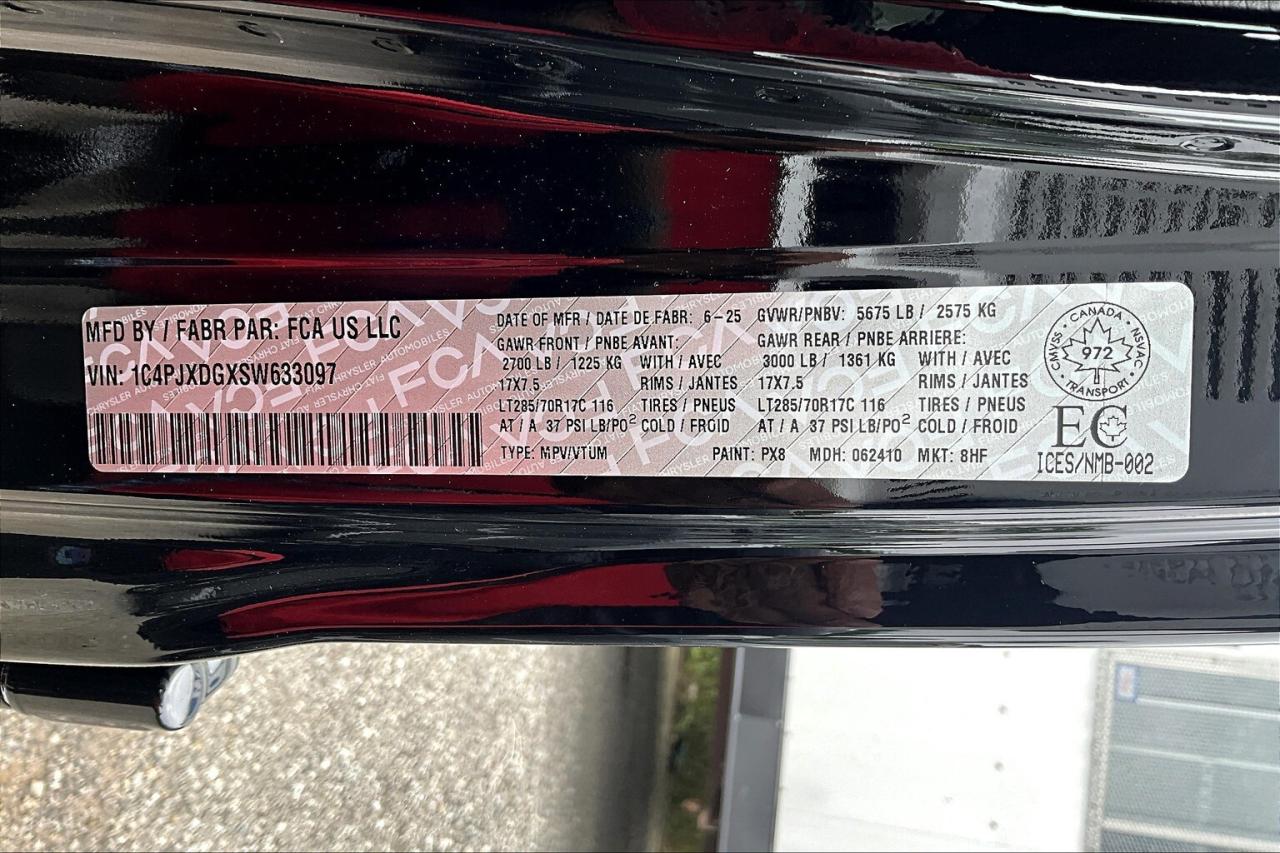 MFD BY / FABR PAR: FCA US LLC
VIN: 1C4PJXDGXSW633097
DATE OF MFR / DATE DE FABR: 6-25
GVWR/PNBV: 5675 LB / 2575 KG
GAWR FRONT / PNBE AVANT:
2700 LB / 1225 KG WITH / AVEC
17X7.5 RIMS / JANTES
LT285/70R17C 116 TIRES / PNEUS
AT / A 37 PSI LB/PO² COLD / FROID
GAWR REAR / PNBE ARRIERE:
3000 LB / 1361 KG WITH / AVEC
17X7.5 RIMS / JANTES
LT285/70R17C 116 TIRES / PNEUS
AT / A 37 PSI LB/PO² COLD / FROID
TYPE: MPV/VTUM PAINT: PX8 MDH: 062410 MKT: 8HF
CANADA
CMVSS NSVAC
972
TRANSPORT
EC
ICES/NMB-002
FCA
CHRYSLER AUTOMOBILES